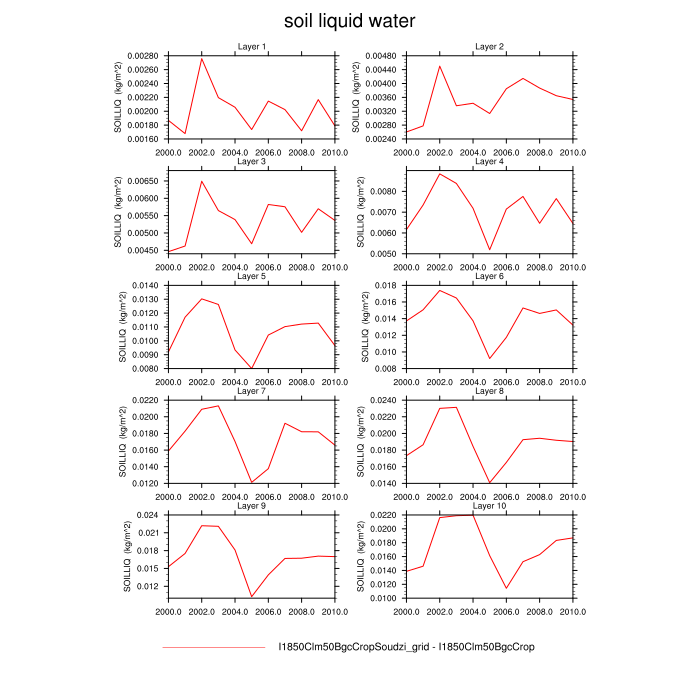 soil liquid water
Layer 1
SOILLIQ (kg/m^2)
0.00280
0.00260
0.00240
0.00220
0.00200
0.00180
0.00160
2000.0 2002.0 2004.0 2006.0 2008.0 2010.0
Layer 2
SOILLIQ (kg/m^2)
0.00480
0.00440
0.00400
0.00360
0.00320
0.00280
0.00240
2000.0 2002.0 2004.0 2006.0 2008.0 2010.0
Layer 3
SOILLIQ (kg/m^2)
0.00650
0.00600
0.00550
0.00500
0.00450
2000.0 2002.0 2004.0 2006.0 2008.0 2010.0
Layer 4
SOILLIQ (kg/m^2)
0.0080
0.0070
0.0060
0.0050
2000.0 2002.0 2004.0 2006.0 2008.0 2010.0
Layer 5
SOILLIQ (kg/m^2)
0.0140
0.0130
0.0120
0.0110
0.0100
0.0090
0.0080
2000.0 2002.0 2004.0 2006.0 2008.0 2010.0
Layer 6
SOILLIQ (kg/m^2)
0.018
0.016
0.014
0.012
0.010
0.008
2000.0 2002.0 2004.0 2006.0 2008.0 2010.0
Layer 7
SOILLIQ (kg/m^2)
0.0220
0.0200
0.0180
0.0160
0.0140
0.0120
2000.0 2002.0 2004.0 2006.0 2008.0 2010.0
Layer 8
SOILLIQ (kg/m^2)
0.0240
0.0220
0.0200
0.0180
0.0160
0.0140
2000.0 2002.0 2004.0 2006.0 2008.0 2010.0
Layer 9
SOILLIQ (kg/m^2)
0.024
0.021
0.018
0.015
0.012
2000.0 2002.0 2004.0 2006.0 2008.0 2010.0
Layer 10
SOILLIQ (kg/m^2)
0.0220
0.0200
0.0180
0.0160
0.0140
0.0120
0.0100
2000.0 2002.0 2004.0 2006.0 2008.0 2010.0
I1850Clm50BgcCropSoudzi_grid - I1850Clm50BgcCrop